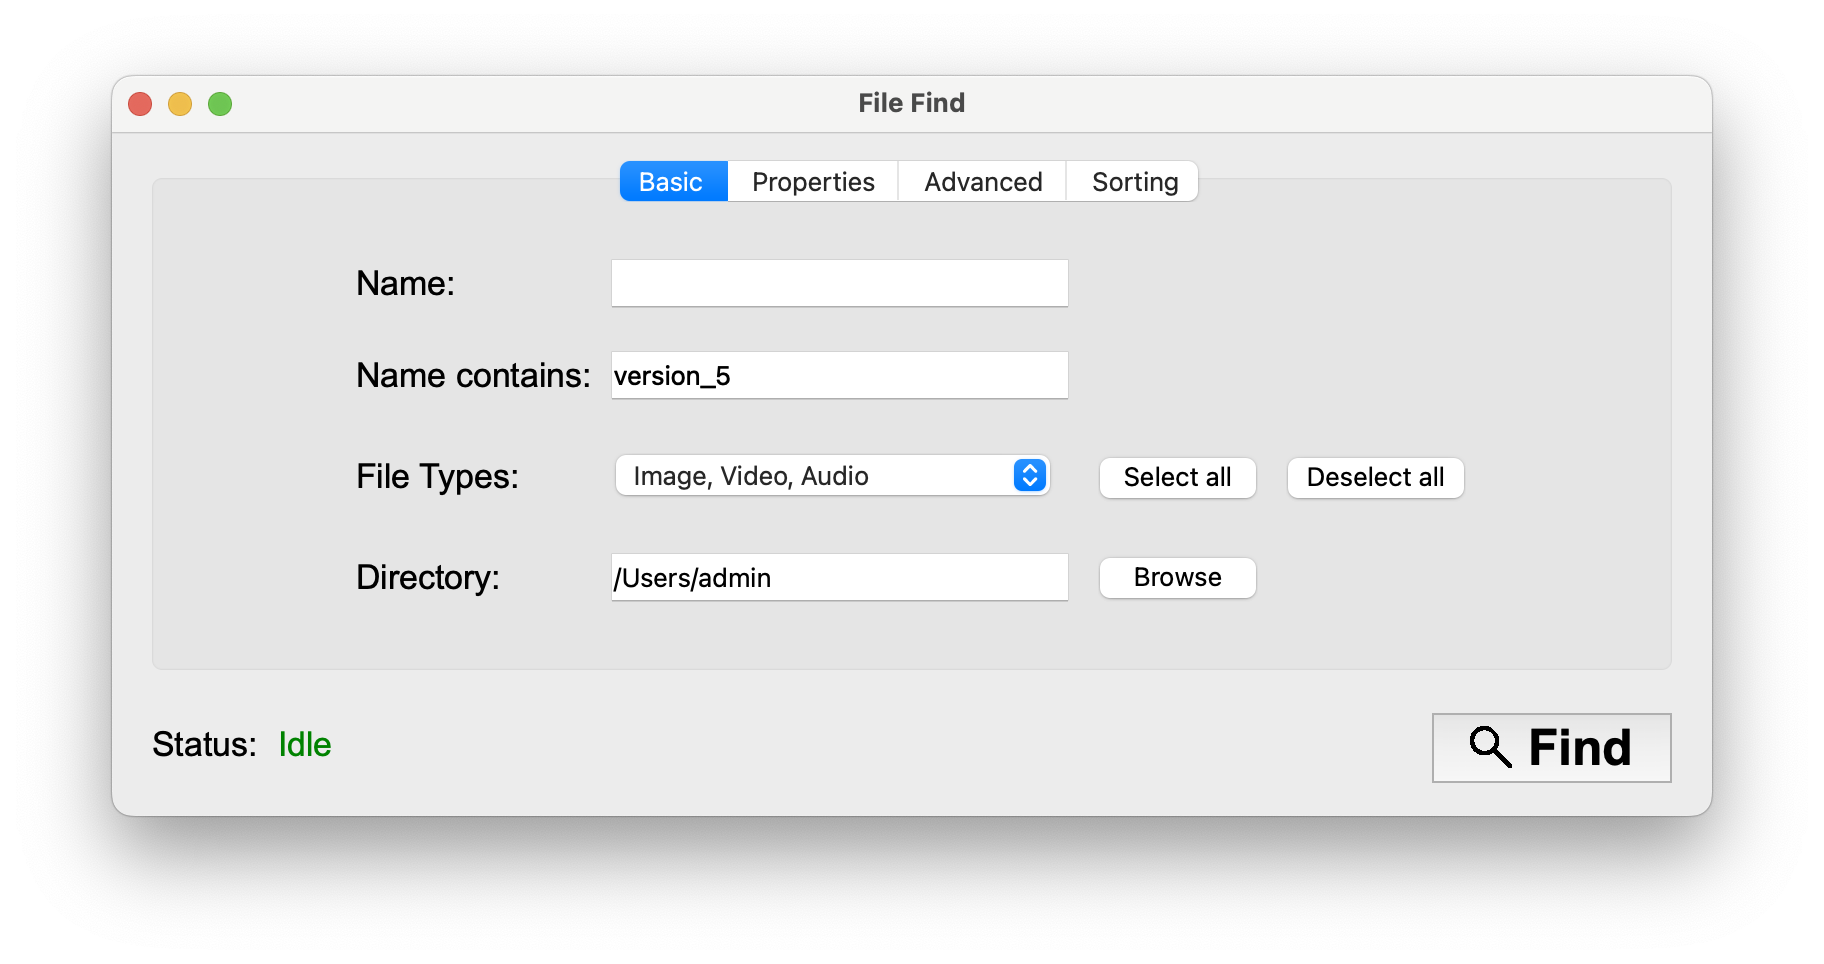 File Find
Basic Properties Advanced Sorting
Name:
Name contains: version_5
File Types: Image, Video, Audio Select all Deselect all
Directory: /Users/admin Browse
Status: Idle Find